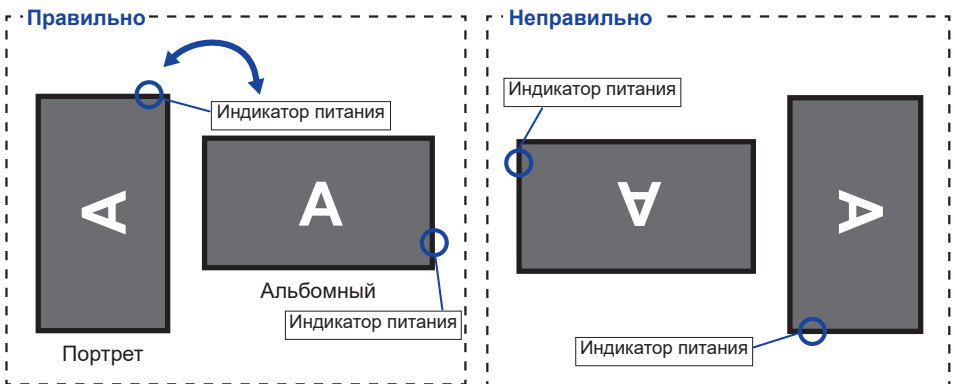 Правильно
Индикатор питания
A
A
Альбомный
Индикатор питания
Портрет
Неправильно
Индикатор питания
A
A
Индикатор питания